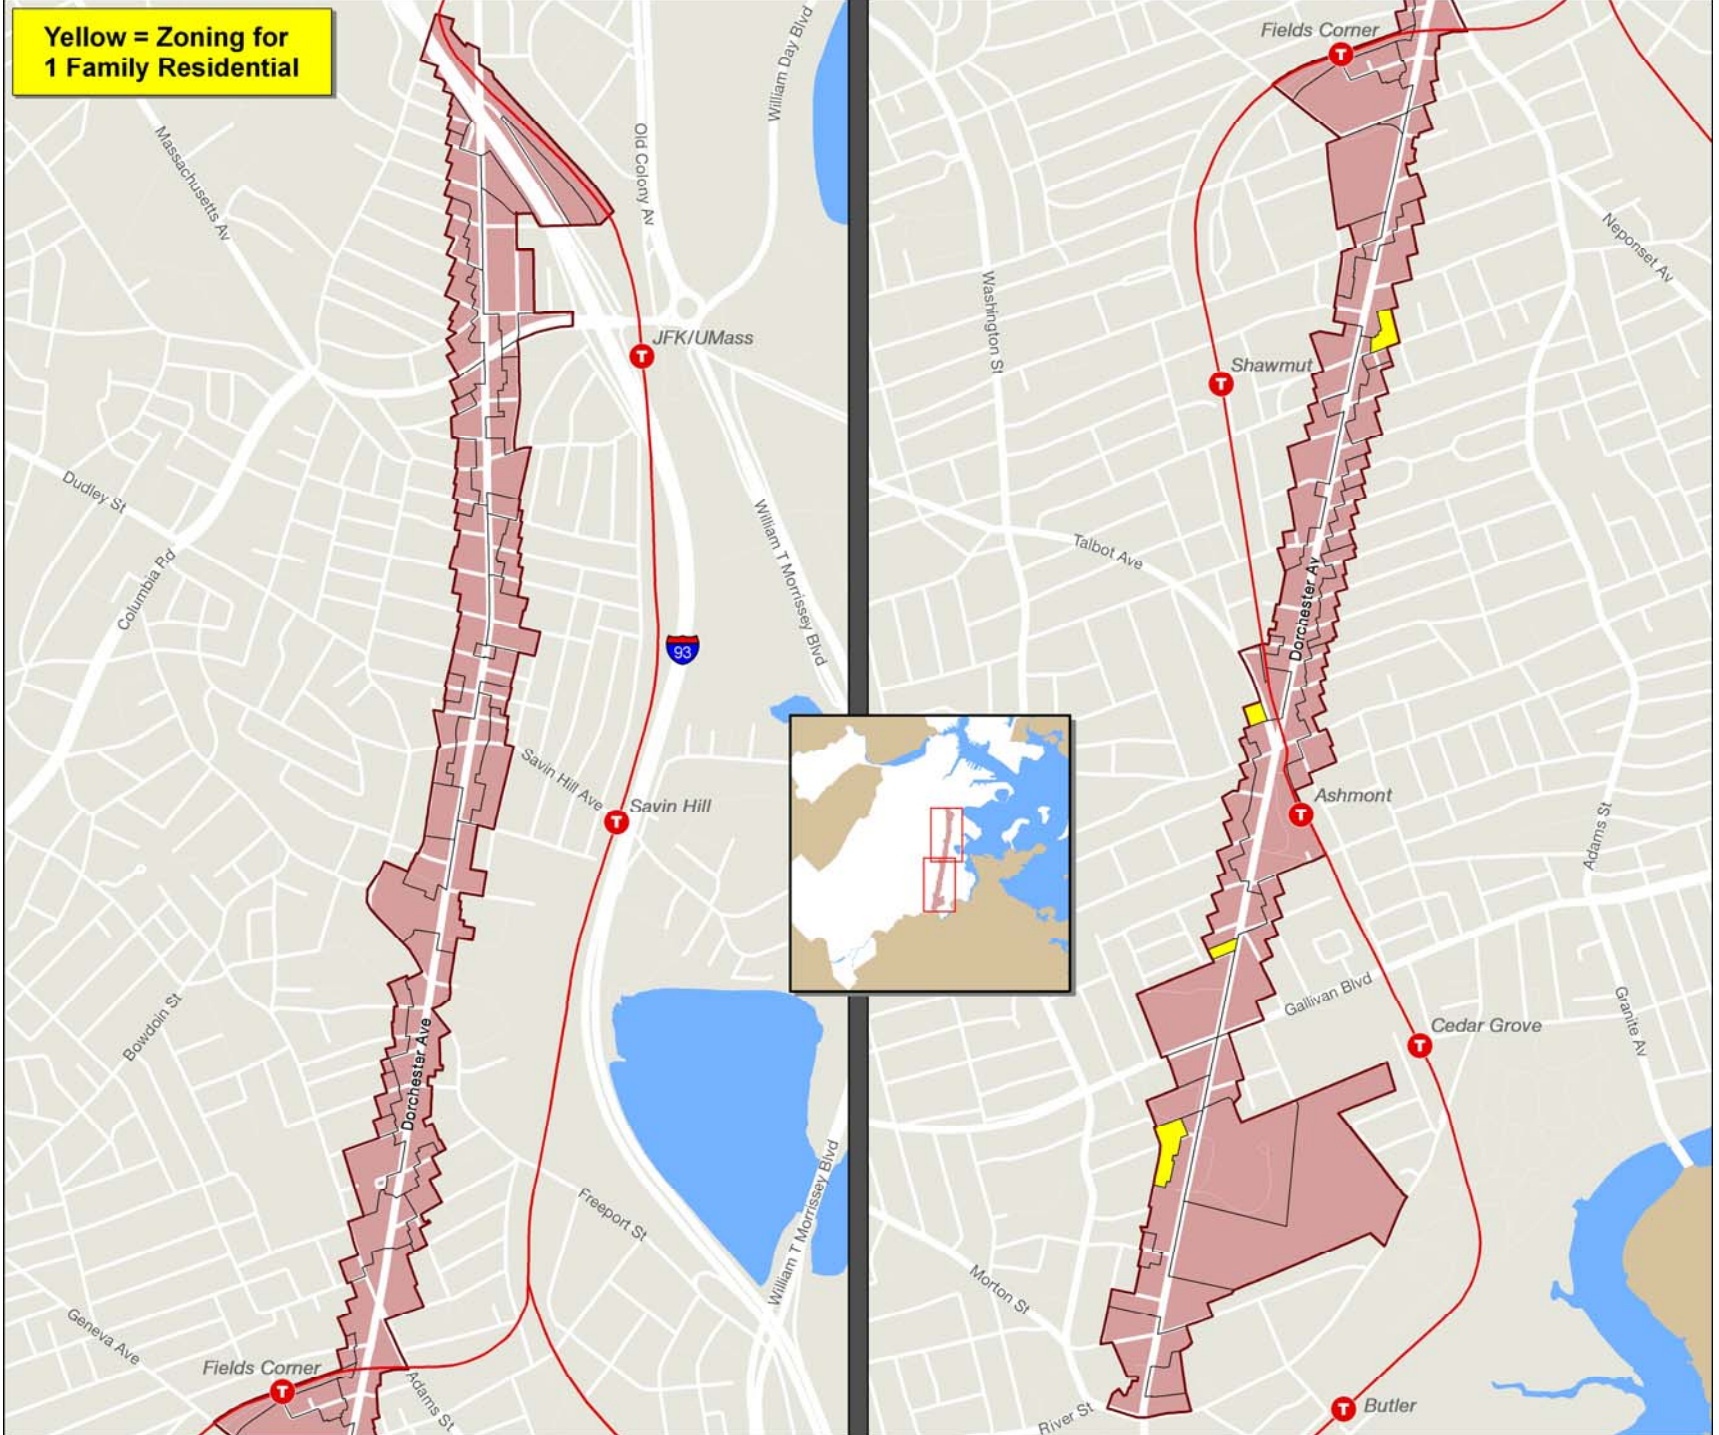 Yellow = Zoning for
1 Family Residential
Massachusetts Av
Old Colony Av
William Day Blvd
JFK/UMass
T
Dudley St
Columbia Rd
William T Morrissey Blvd
93
Savin Hill Ave
Savin Hill
T
Bowdoin St
Dorchester Ave
Freeport St
William T Morrissey Blvd
Geneva Ave
Fields Corner
T
Adams St
Fields Corner
T
Neponset Av
Washington St
Shawmut
T
Talbot Ave
Dorchester Av
Ashmont
T
Adams St
Gallivan Blvd
Granite Av
Cedar Grove
T
Morton St
River St
Butler
T